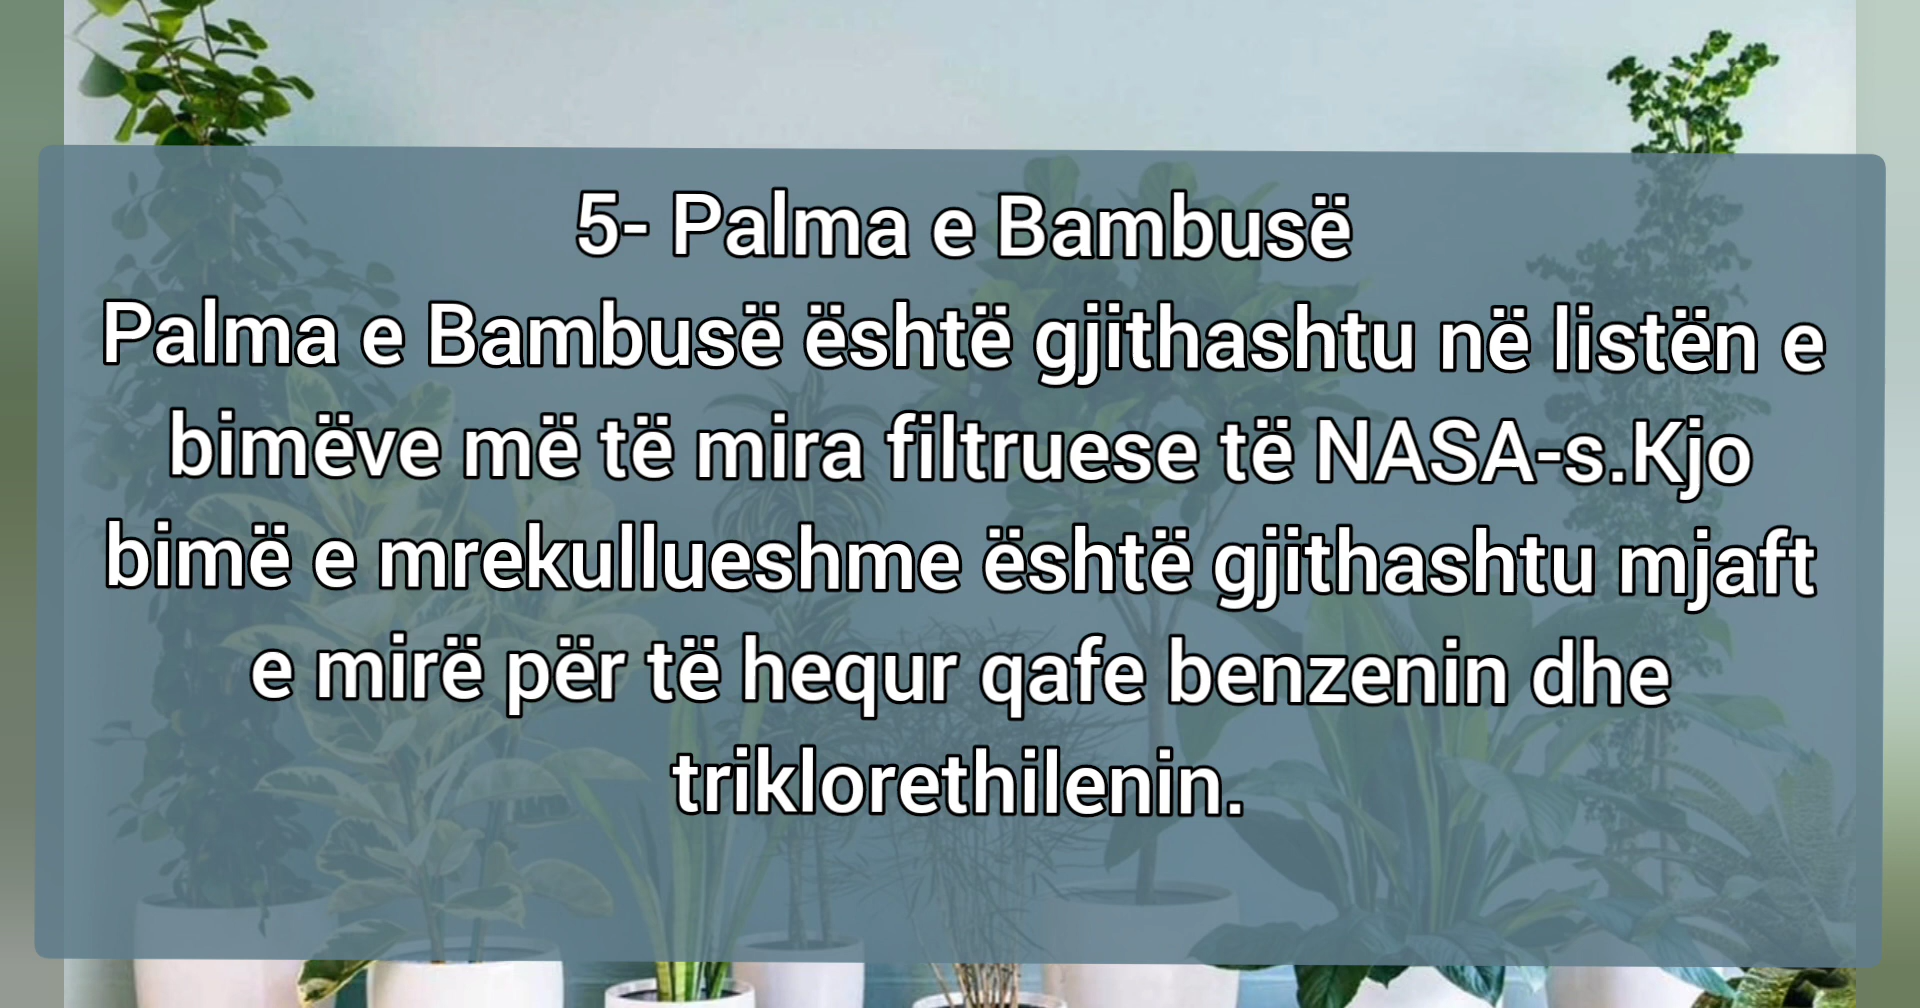 5- Palma e Bambusë
Palma e Bambusë është gjithashtu në listën e
bimëve më të mira filtruese të NASA-s.Kjo
bimë e mrekullueshme është gjithashtu mjaft
e mirë për të hequr qafe benzenin dhe
triklorethilenin.